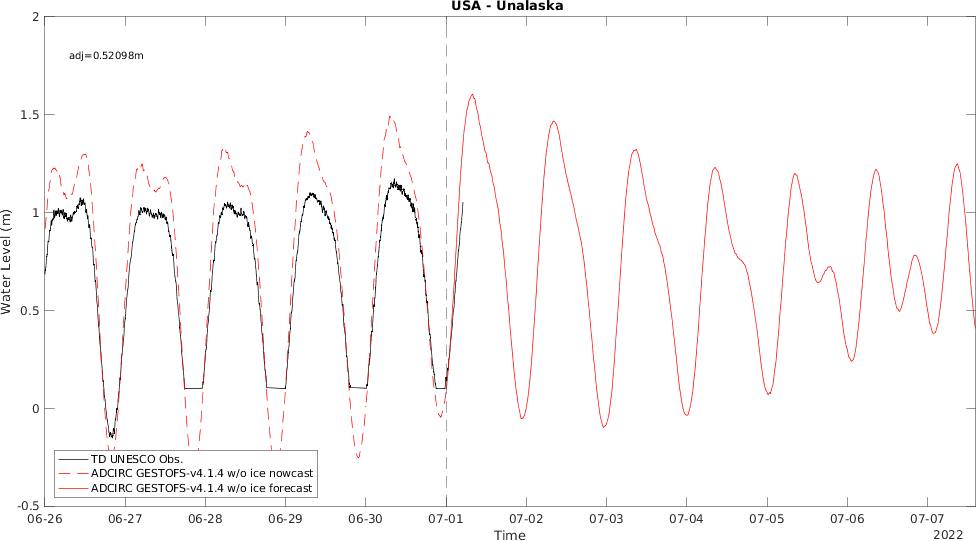 USA - Unalaska
adj=0.52098m
Water Level (m)
2
1.5
1
0.5
0
-0.5
TD UNESCO Obs.
ADCIRC GESTOFS-v4.1.4 w/o ice nowcast
ADCIRC GESTOFS-v4.1.4 w/o ice forecast
06-26 06-27 06-28 06-29 06-30 07-01 07-02 07-03 07-04 07-05 07-06 07-07
Time
2022